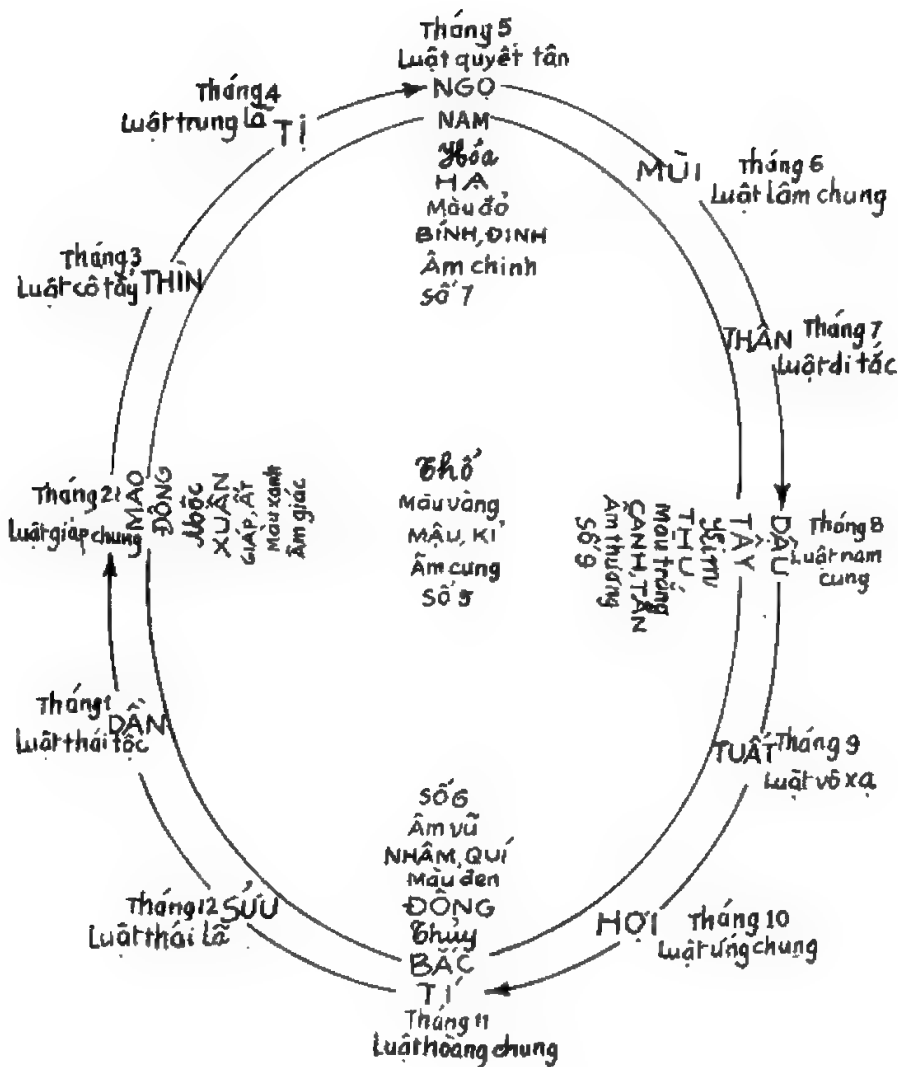 Tháng 5
Luật quyết tân
NGỌ
NAM
Hỏa
HẠ
Màu đỏ
BÍNH, ĐINH
Âm chinh
Số 7
Tháng 4
Luật trung lã
TỊ
MÙI
Tháng 6
Luật lâm chung
Tháng 3
Luật cô tẩy
THÌN
THÂN
Tháng 7
Luật di tắc
Tháng 2
Luật giáp chung
MÃO
ĐÔNG
Mộc
XUÂN
GIÁP, ẤT
Màu xanh
Âm giác
Thổ
Màu vàng
MẬU, KỈ
Âm cung
Số 5
DẬU
TÂY
Kim
THU
Màu trắng
CANH, TÂN
Âm thương
Số 9
Tháng 8
Luật nam
cung
Tháng 1
DẦN
Luật thái tộc
TUẤT
Tháng 9
Luật vô xạ
Số 6
Âm vũ
NHÂM, QUÍ
Màu đen
ĐÔNG
Thủy
BẮC
TÍ
Tháng 11
Luật hoàng chung
Tháng 12
SỬU
Luật thái lã
HỢI
Tháng 10
Luật ứng chung